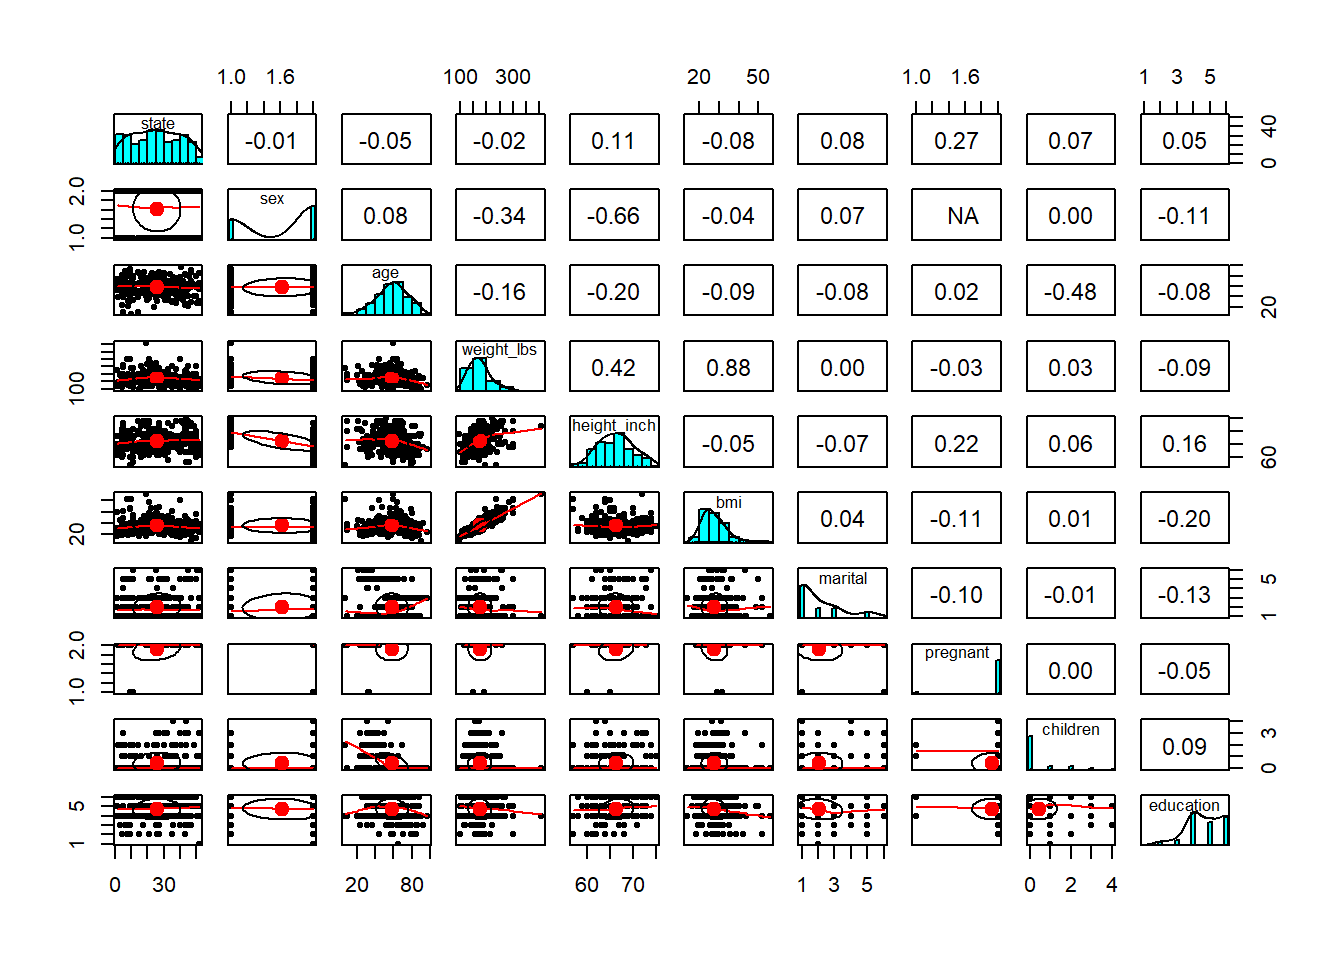 1.0 1.6 100 300 20 50 1.0 1.6 1 3 5
state -0.01 -0.05 -0.02 0.11 -0.08 0.08 0.27 0.07 0.05 0 40
1.0 2.0 sex 0.08 -0.34 -0.66 -0.04 0.07 NA 0.00 -0.11
age -0.16 -0.20 -0.09 -0.08 0.02 -0.48 -0.08 20
100 weight_lbs 0.42 0.88 0.00 -0.03 0.03 -0.09
height_inch -0.05 -0.07 0.22 0.06 0.16 60
20 bmi 0.04 -0.11 0.01 -0.20
marital -0.10 -0.01 -0.13 1 5
1.0 2.0 pregnant 0.00 -0.05
children 0.09 0 3
1 5 education
0 30 20 80 60 70 1 3 5 0 2 4